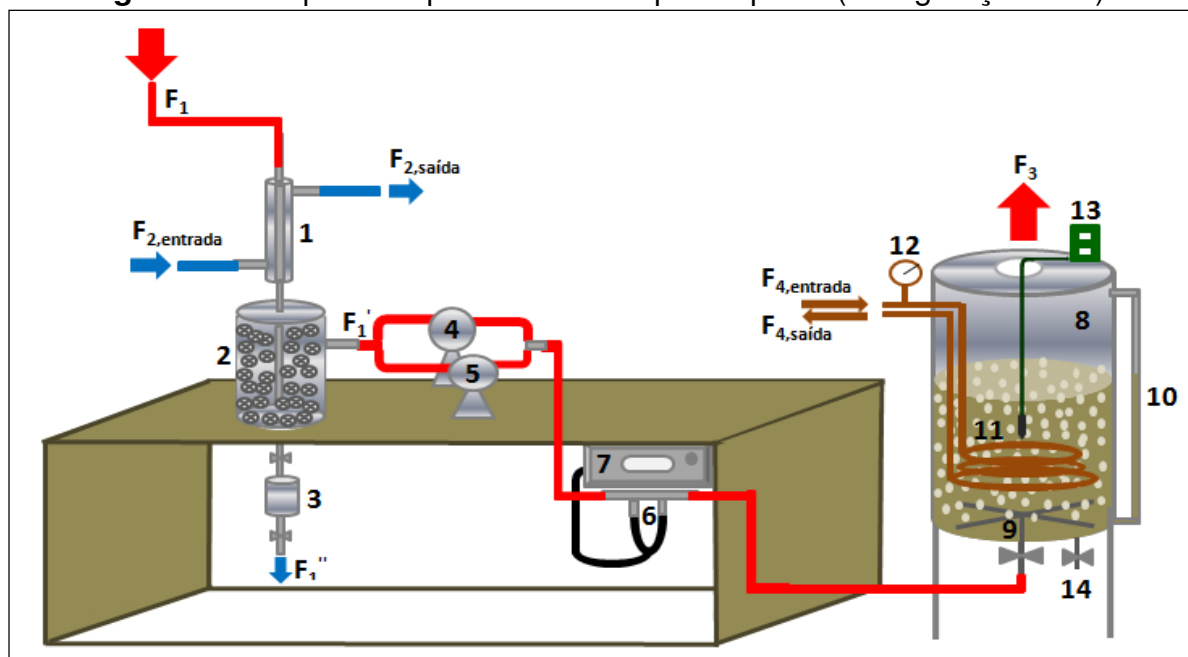 F₁
F₂,saída
F₂,entrada
1
2
F₁'
4
5
3
F₁''
7
6
F₃
13
12
F₄,entrada
F₄,saída
8
10
11
9
14